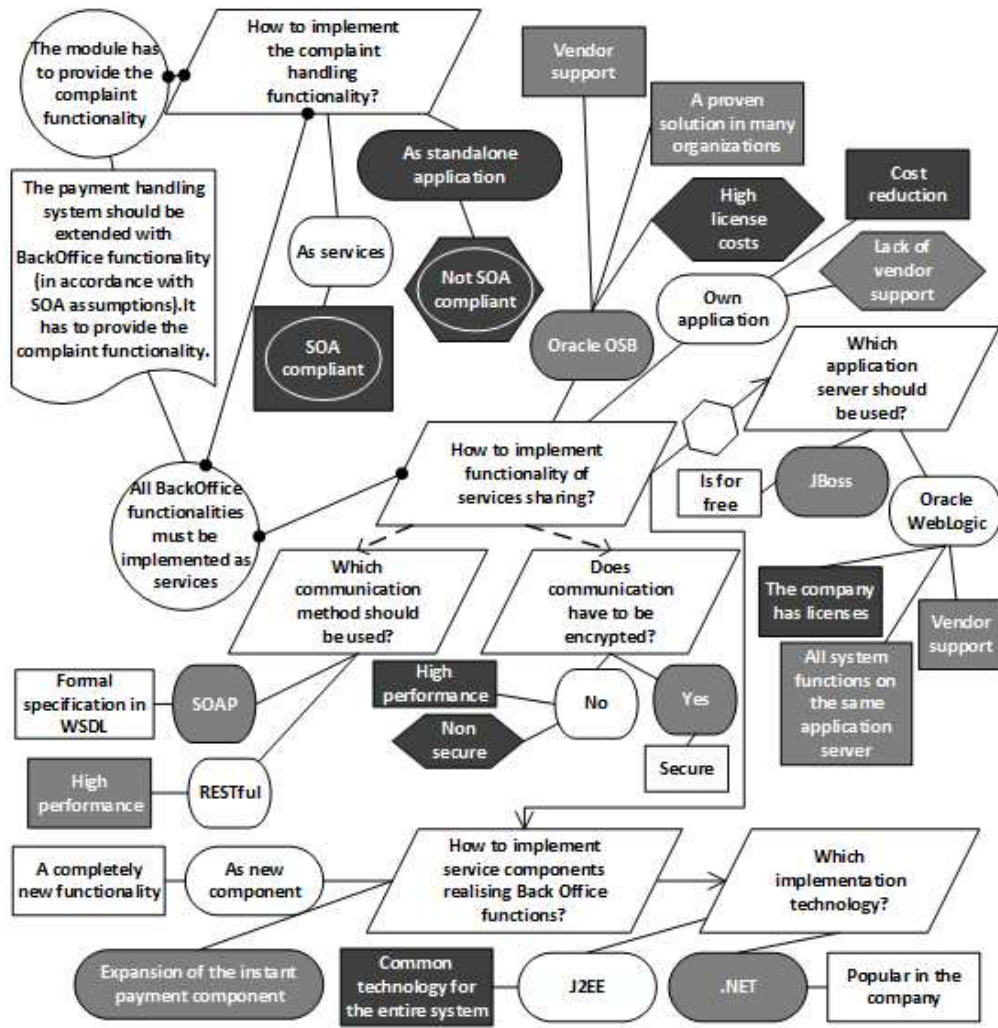 The module has
to provide the
complaint
functionality
How to implement
the complaint
handling
functionality?
Vendor
support
A proven
solution in many
organizations
As standalone
application
High
license
costs
Cost
reduction
The payment handling
system should be
extended with
BackOffice functionality
(in accordance with
SOA assumptions).It
has to provide the
complaint functionality.
As services
Not SOA
compliant
Lack of
vendor
support
Own
application
SOA
compliant
Oracle OSB
Which
application
server should
be used?
How to implement
functionality of
services sharing?
Is for
free
JBoss
Oracle
WebLogic
All BackOffice
functionalities
must be
implemented as
services
Which
communication
method should
be used?
Does
communication
have to be
encrypted?
The company
has licenses
Vendor
support
All system
functions on
the same
application
server
Formal
specification in
WSDL
SOAP
High
performance
Non
secure
No
Yes
Secure
High
performance
RESTful
A completely
new functionality
As new
component
How to implement
service components
realising Back Office
functions?
Which
implementation
technology?
Expansion of the instant
payment component
Common
technology for
the entire system
J2EE
.NET
Popular in the
company